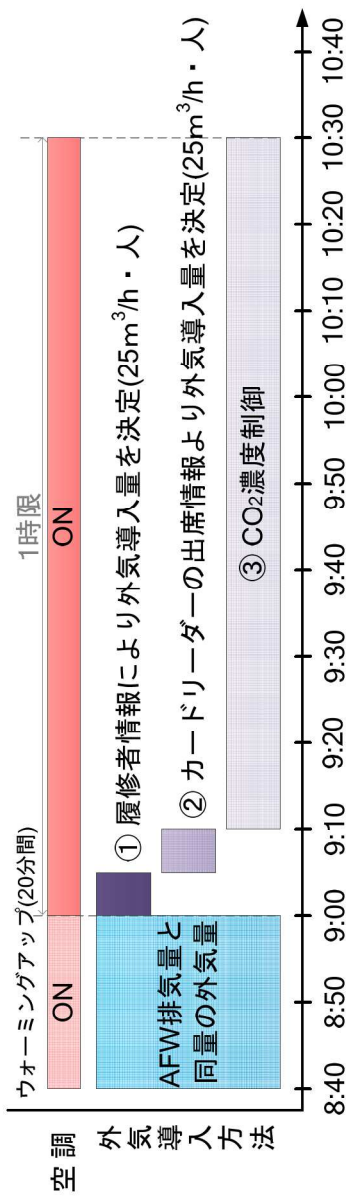 1時限
ウォーミングアップ(20分間)
空調
ON
ON
外気導入方法
AFW排気量と
同量の外気量
① 履修者情報により外気導入量を決定(25m³/h・人)
② カードリーダーの出席情報より外気導入量を決定(25m³/h・人)
③ CO₂濃度制御
8:40 8:50 9:00 9:10 9:20 9:30 9:40 9:50 10:00 10:10 10:20 10:30 10:40